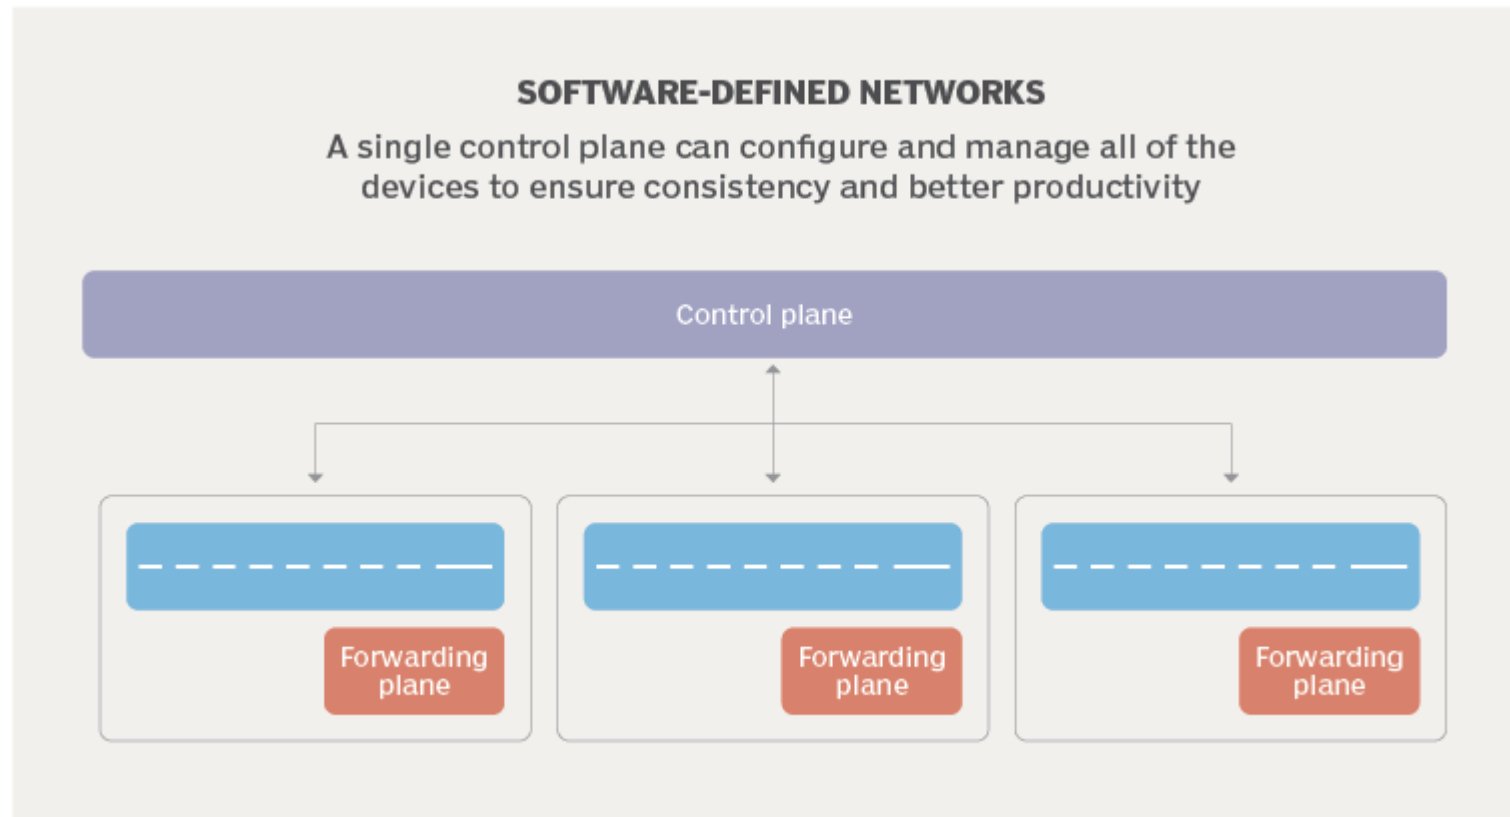 SOFTWARE-DEFINED NETWORKS
A single control plane can configure and manage all of the
devices to ensure consistency and better productivity
Control plane
Forwarding
plane
Forwarding
plane
Forwarding
plane